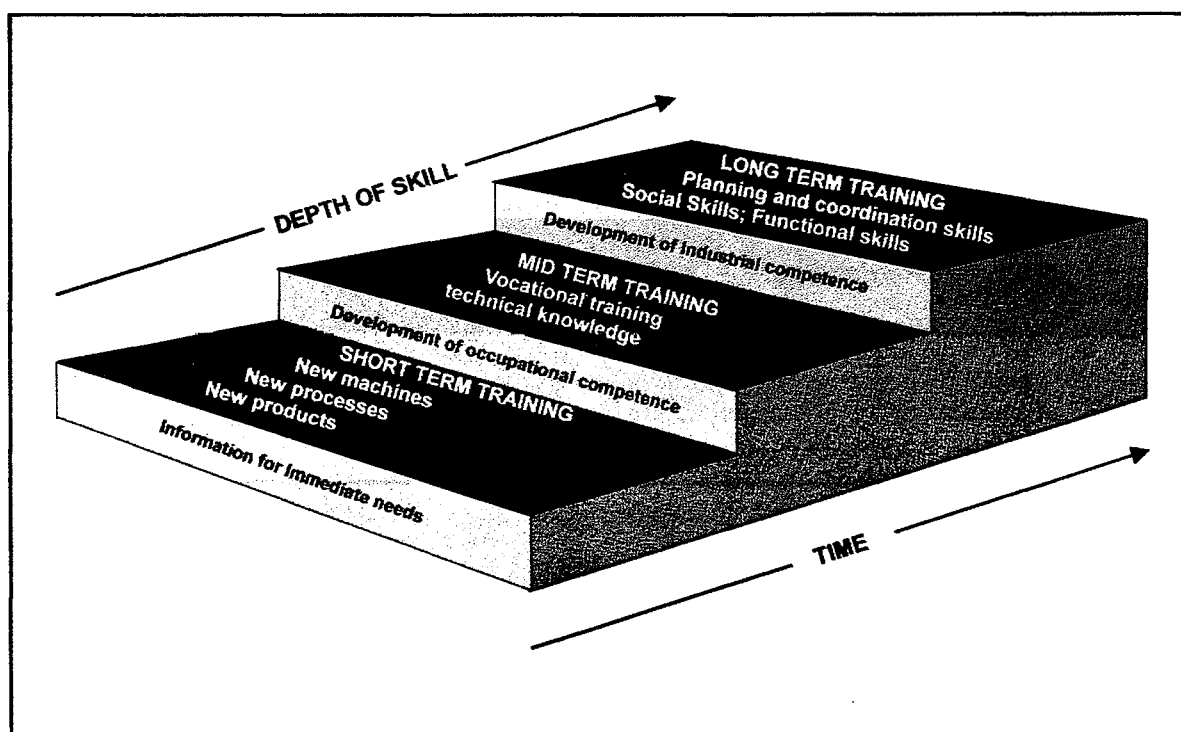 DEPTH OF SKILL
LONG TERM TRAINING
Planning and coordination skills
Social Skills; Functional skills
Development of industrial competence
MID TERM TRAINING
Vocational training
technical knowledge
Development of occupational competence
SHORT TERM TRAINING
New machines
New processes
New products
Information for immediate needs
TIME